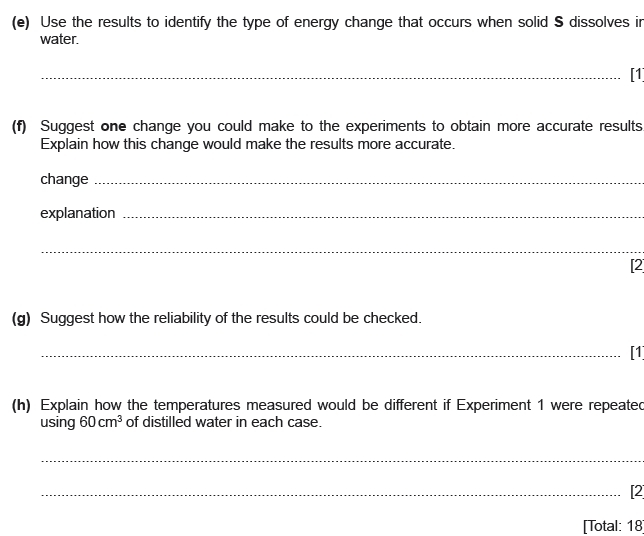 (e) Use the results to identify the type of energy change that occurs when solid S dissolves in
water.
.......................................................................................................................................... [1]
(f) Suggest one change you could make to the experiments to obtain more accurate results.
Explain how this change would make the results more accurate.
change ..........................................................................................................................
explanation ..................................................................................................................
..........................................................................................................................................
[2]
(g) Suggest how the reliability of the results could be checked.
.......................................................................................................................................... [1]
(h) Explain how the temperatures measured would be different if Experiment 1 were repeated
using 60 cm³ of distilled water in each case.
..........................................................................................................................................
.......................................................................................................................................... [2]
[Total: 18]